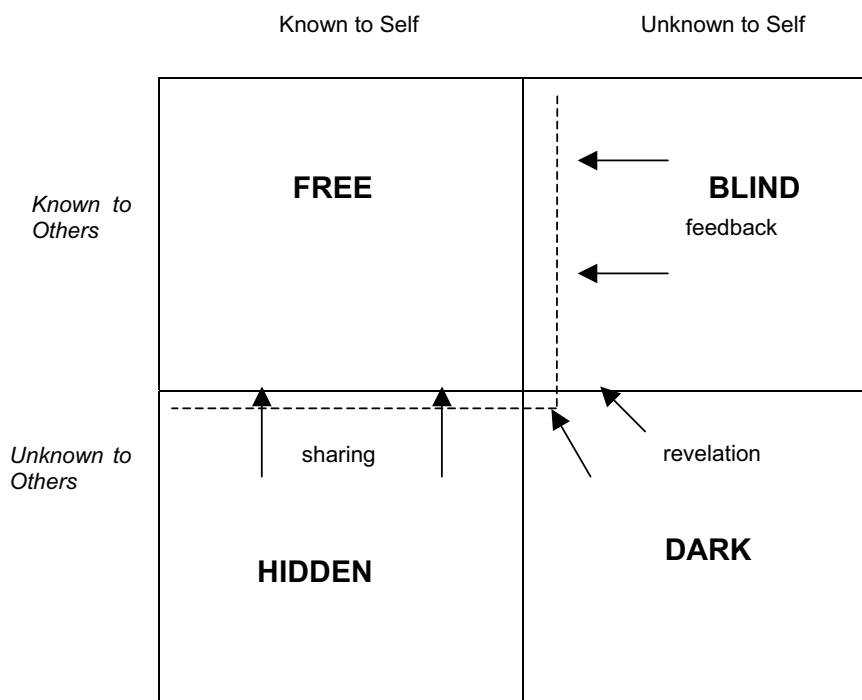 Known to Self
Unknown to Self
FREE
BLIND
Known to
Others
feedback
Unknown to
Others
sharing
revelation
HIDDEN
DARK